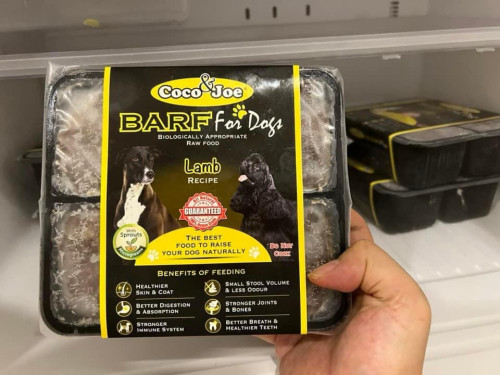 Coco & Joe
BARF For Dogs
Biologically Appropriate
Raw Food
Lamb
Recipe
GUARANTEED
With
Sprouts
Do Not
Cook
The Best
Food to Raise
Your Dog Naturally
Benefits of Feeding
Healthier
Skin & Coat
Small Stool Volume
& Less Odour
Better Digestion
& Absorption
Stronger Joints
& Bones
Stronger
Immune System
Better Breath &
Healthier Teeth